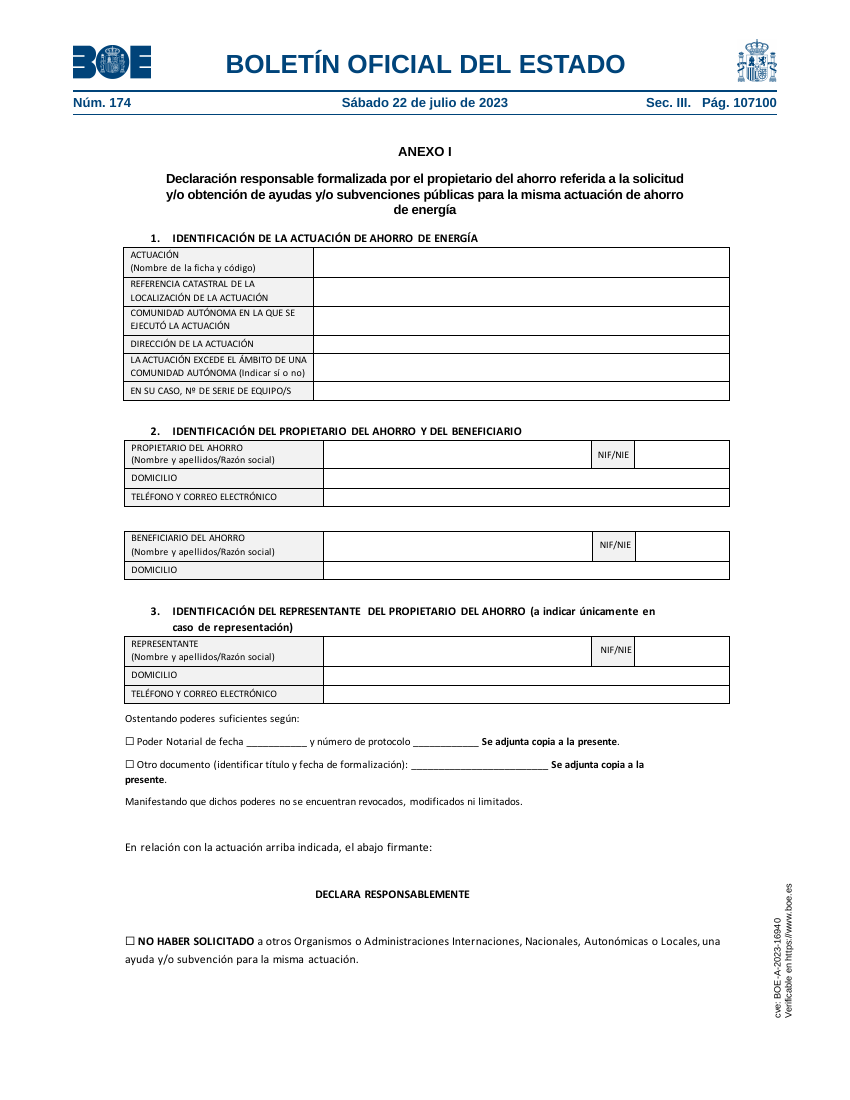 BOE
BOLETÍN OFICIAL DEL ESTADO
Núm. 174
Sábado 22 de julio de 2023
Sec. III. Pág. 107100
ANEXO I
Declaración responsable formalizada por el propietario del ahorro referida a la solicitud
y/o obtención de ayudas y/o subvenciones públicas para la misma actuación de ahorro
de energía
1. IDENTIFICACIÓN DE LA ACTUACIÓN DE AHORRO DE ENERGÍA
ACTUACIÓN
(Nombre de la ficha y código)
REFERENCIA CATASTRAL DE LA
LOCALIZACIÓN DE LA ACTUACIÓN
COMUNIDAD AUTÓNOMA EN LA QUE SE
EJECUTÓ LA ACTUACIÓN
DIRECCIÓN DE LA ACTUACIÓN
LA ACTUACIÓN EXCEDE EL ÁMBITO DE UNA
COMUNIDAD AUTÓNOMA (Indicar sí o no)
EN SU CASO, Nº DE SERIE DE EQUIPO/S
2. IDENTIFICACIÓN DEL PROPIETARIO DEL AHORRO Y DEL BENEFICIARIO
PROPIETARIO DEL AHORRO
(Nombre y apellidos/Razón social)
NIF/NIE
DOMICILIO
TELÉFONO Y CORREO ELECTRÓNICO
BENEFICIARIO DEL AHORRO
(Nombre y apellidos/Razón social)
NIF/NIE
DOMICILIO
3. IDENTIFICACIÓN DEL REPRESENTANTE DEL PROPIETARIO DEL AHORRO (a indicar únicamente en
caso de representación)
REPRESENTANTE
(Nombre y apellidos/Razón social)
NIF/NIE
DOMICILIO
TELÉFONO Y CORREO ELECTRÓNICO
Ostentando poderes suficientes según:
☐ Poder Notarial de fecha ___________ y número de protocolo ____________ Se adjunta copia a la presente.
☐ Otro documento (identificar título y fecha de formalización): _________________________ Se adjunta copia a la
presente.
Manifestando que dichos poderes no se encuentran revocados, modificados ni limitados.
En relación con la actuación arriba indicada, el abajo firmante:
DECLARA RESPONSABLEMENTE
☐ NO HABER SOLICITADO a otros Organismos o Administraciones Internaciones, Nacionales, Autonómicas o Locales, una
ayuda y/o subvención para la misma actuación.
cve: BOE-A-2023-16940
Verificable en https://www.boe.es